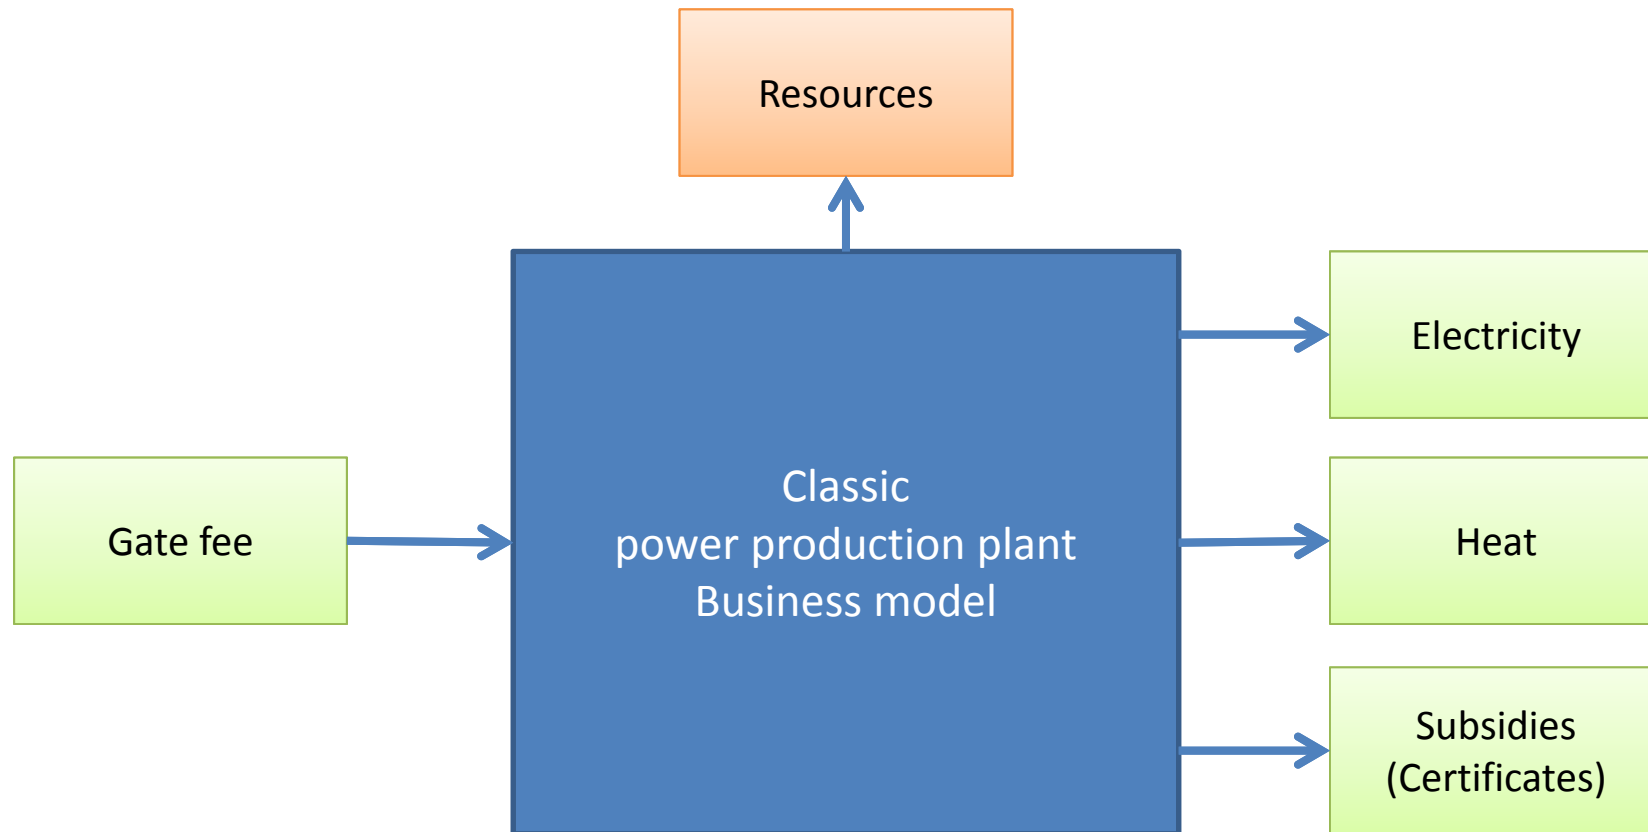 Resources
Electricity
Gate fee
Classic
power production plant
Business model
Heat
Subsidies
(Certificates)